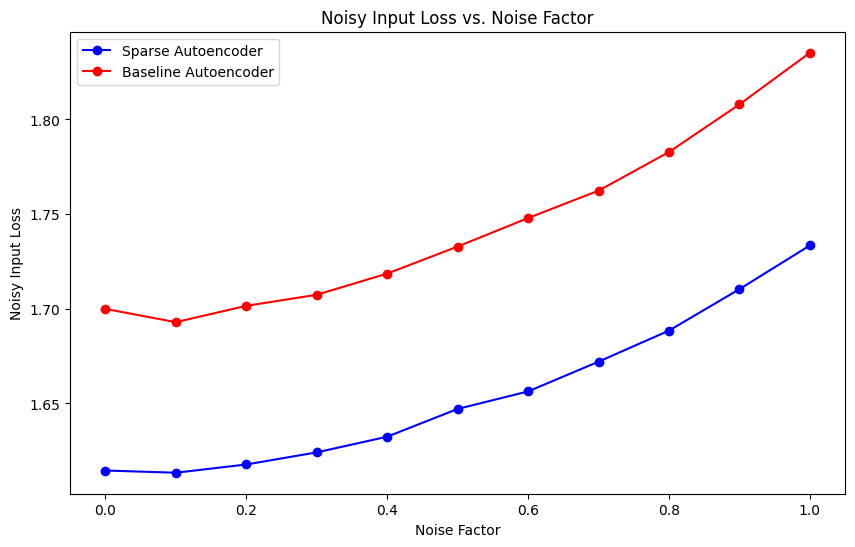 Noisy Input Loss vs. Noise Factor
Sparse Autoencoder
Baseline Autoencoder
Noisy Input Loss
1.80
1.75
1.70
1.65
0.0
0.2
0.4
0.6
0.8
1.0
Noise Factor